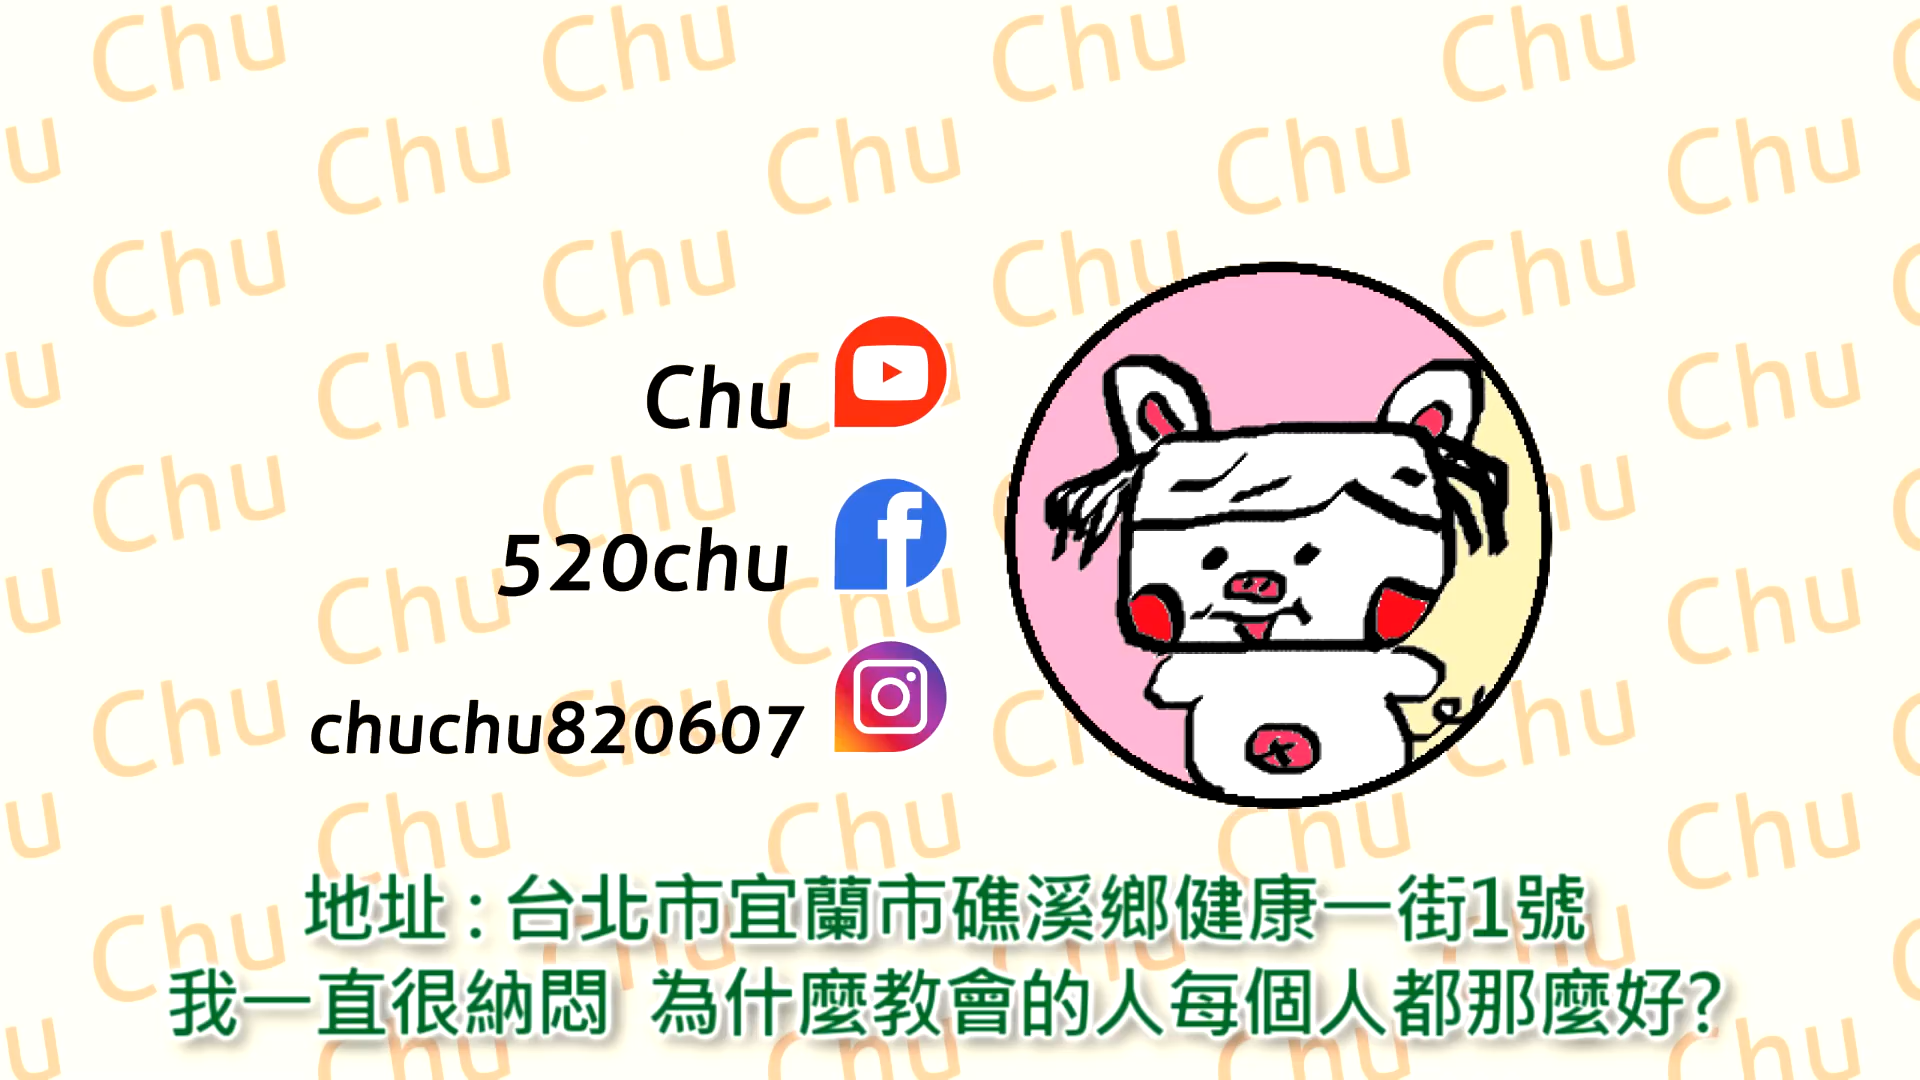 Chu
520chu
chuchu820607
地址 : 台北市宜蘭市礁溪鄉健康一街1號
我一直很納悶 為什麼教會的人每個人都那麼好?